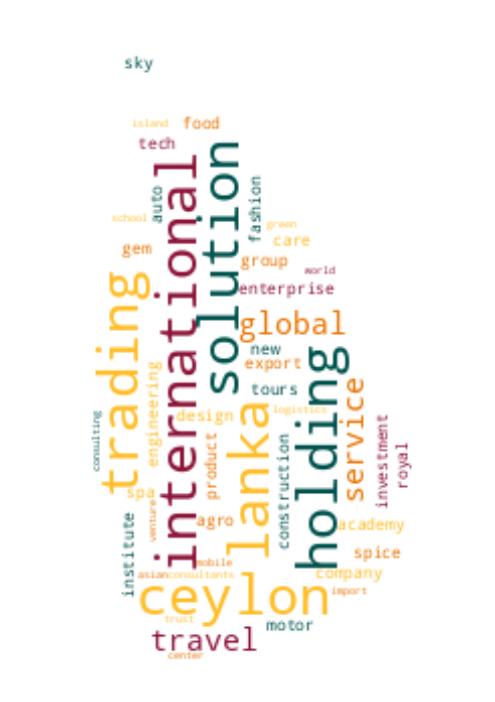 sky
island
food
tech
international
solution
auto
fashion
school
green
care
gem
group
world
trading
enterprise
global
new
holding
export
engineering
service
tours
lanka
logistics
design
consulting
investment
product
construction
royal
spa
venture
institute
agro
academy
spice
mobile
asian
consultants
company
ceylon
import
trust
motor
travel
center